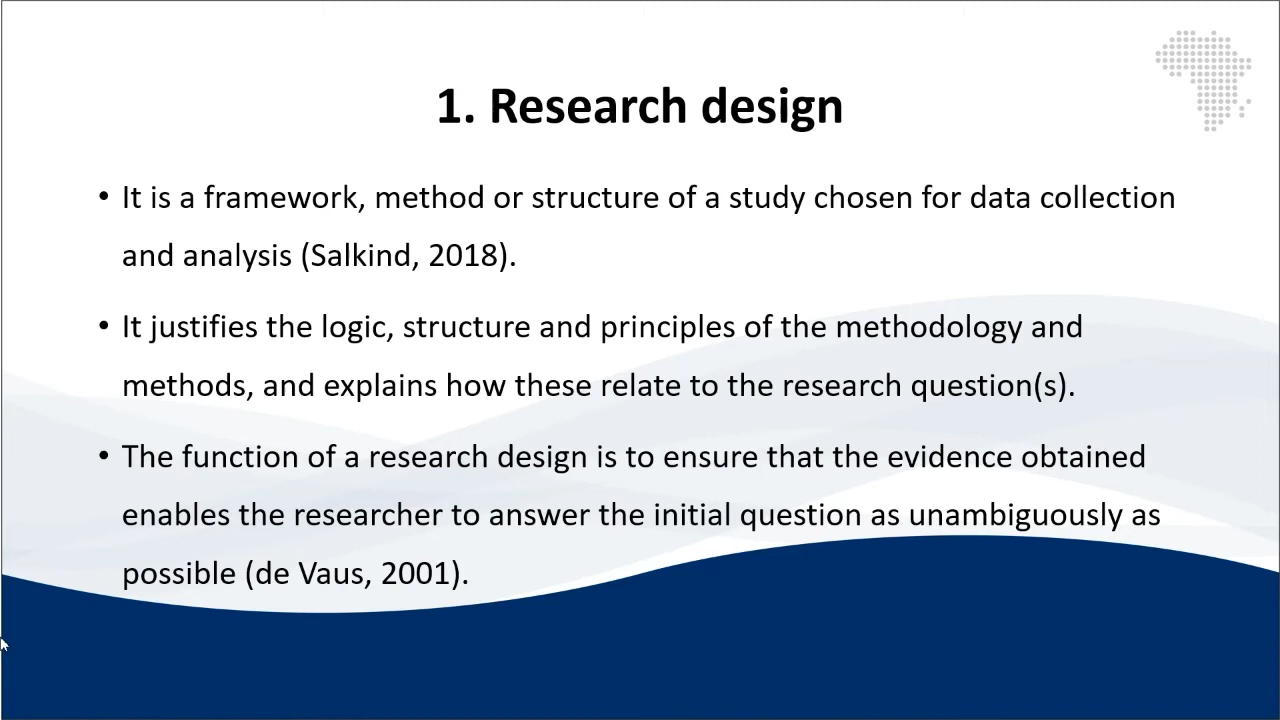 1. Research design
• It is a framework, method or structure of a study chosen for data collection
and analysis (Salkind, 2018).
• It justifies the logic, structure and principles of the methodology and
methods, and explains how these relate to the research question(s).
• The function of a research design is to ensure that the evidence obtained
enables the researcher to answer the initial question as unambiguously as
possible (de Vaus, 2001).